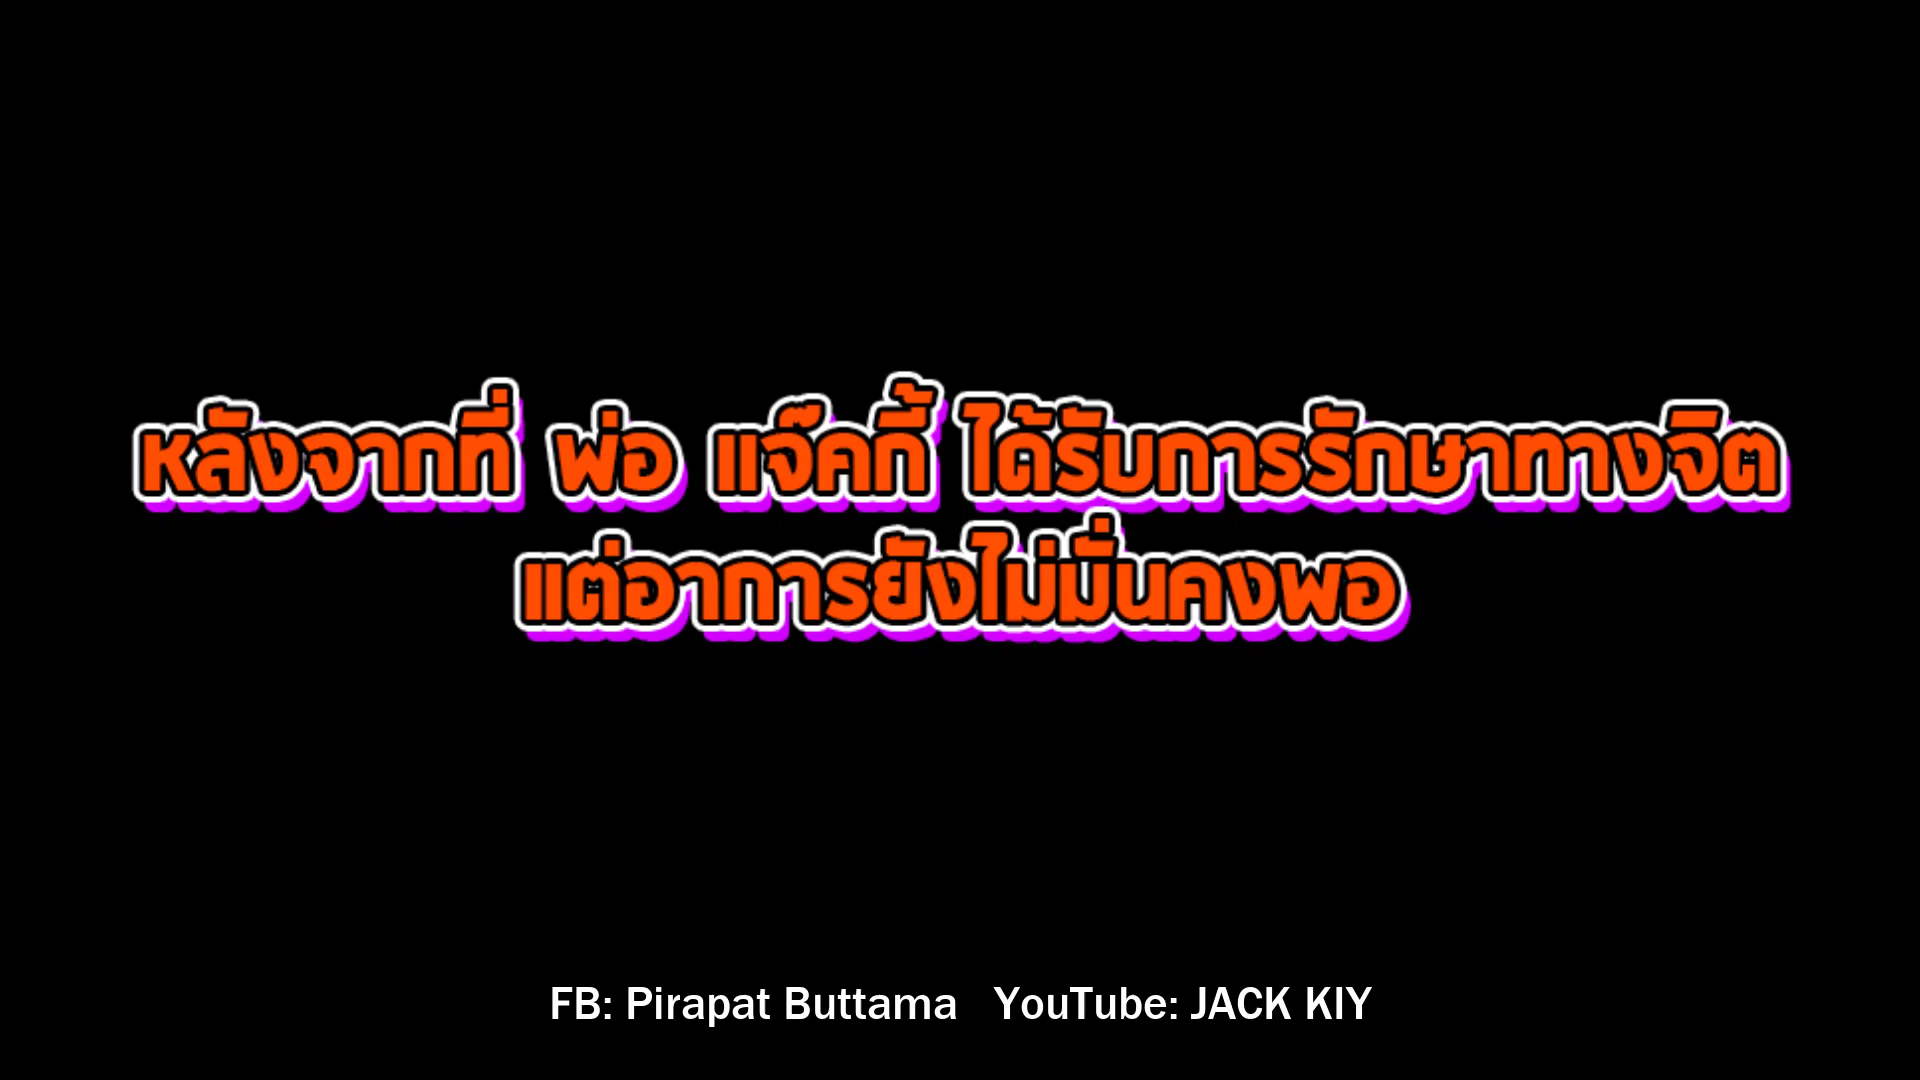 หลังจากที่ พ่อ แจ๊คกี้ ได้รับการรักษาทางจิต
แต่อาการยังไม่มั่นคงพอ
FB: Pirapat Buttama YouTube: JACK KIY